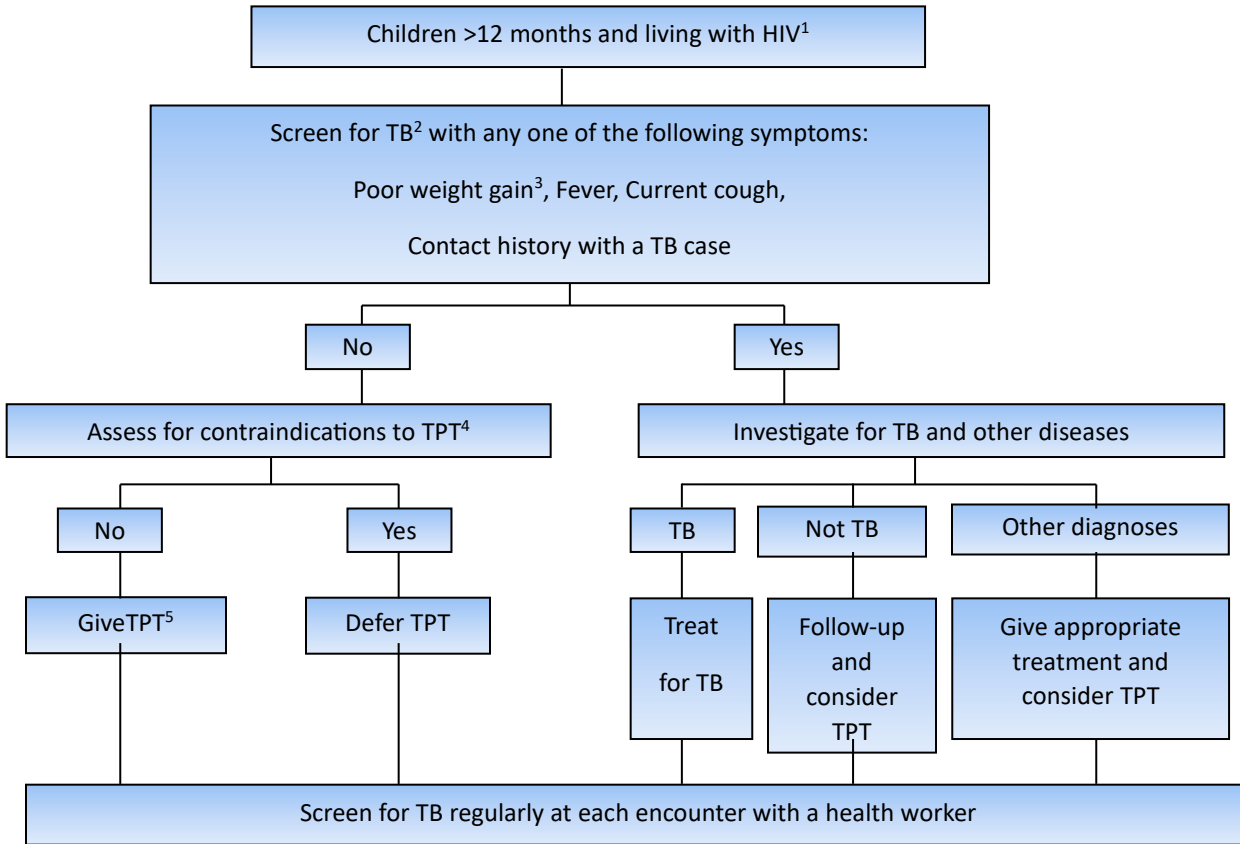 Children >12 months and living with HIV¹
Screen for TB² with any one of the following symptoms:
Poor weight gain³, Fever, Current cough,
Contact history with a TB case
No
Yes
Assess for contraindications to TPT⁴
Investigate for TB and other diseases
No
Yes
TB
Not TB
Other diagnoses
GiveTPT⁵
Defer TPT
Treat
for TB
Follow-up
and
consider
TPT
Give appropriate
treatment and
consider TPT
Screen for TB regularly at each encounter with a health worker